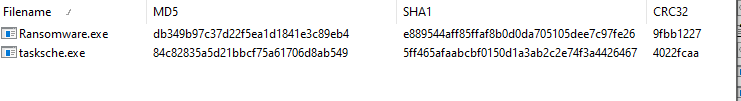 Filename MD5 SHA1 CRC32
Ransomware.exe db349b97c37d22f5ea1d1841e3c89eb4 e889544aff85ffaf8b0d0da705105dee7c97fe26 9fbb1227
tasksche.exe 84c82835a5d21bbcf75a61706d8ab549 5ff465afaabcbf0150d1a3ab2c2e74f3a4426467 4022fcaa